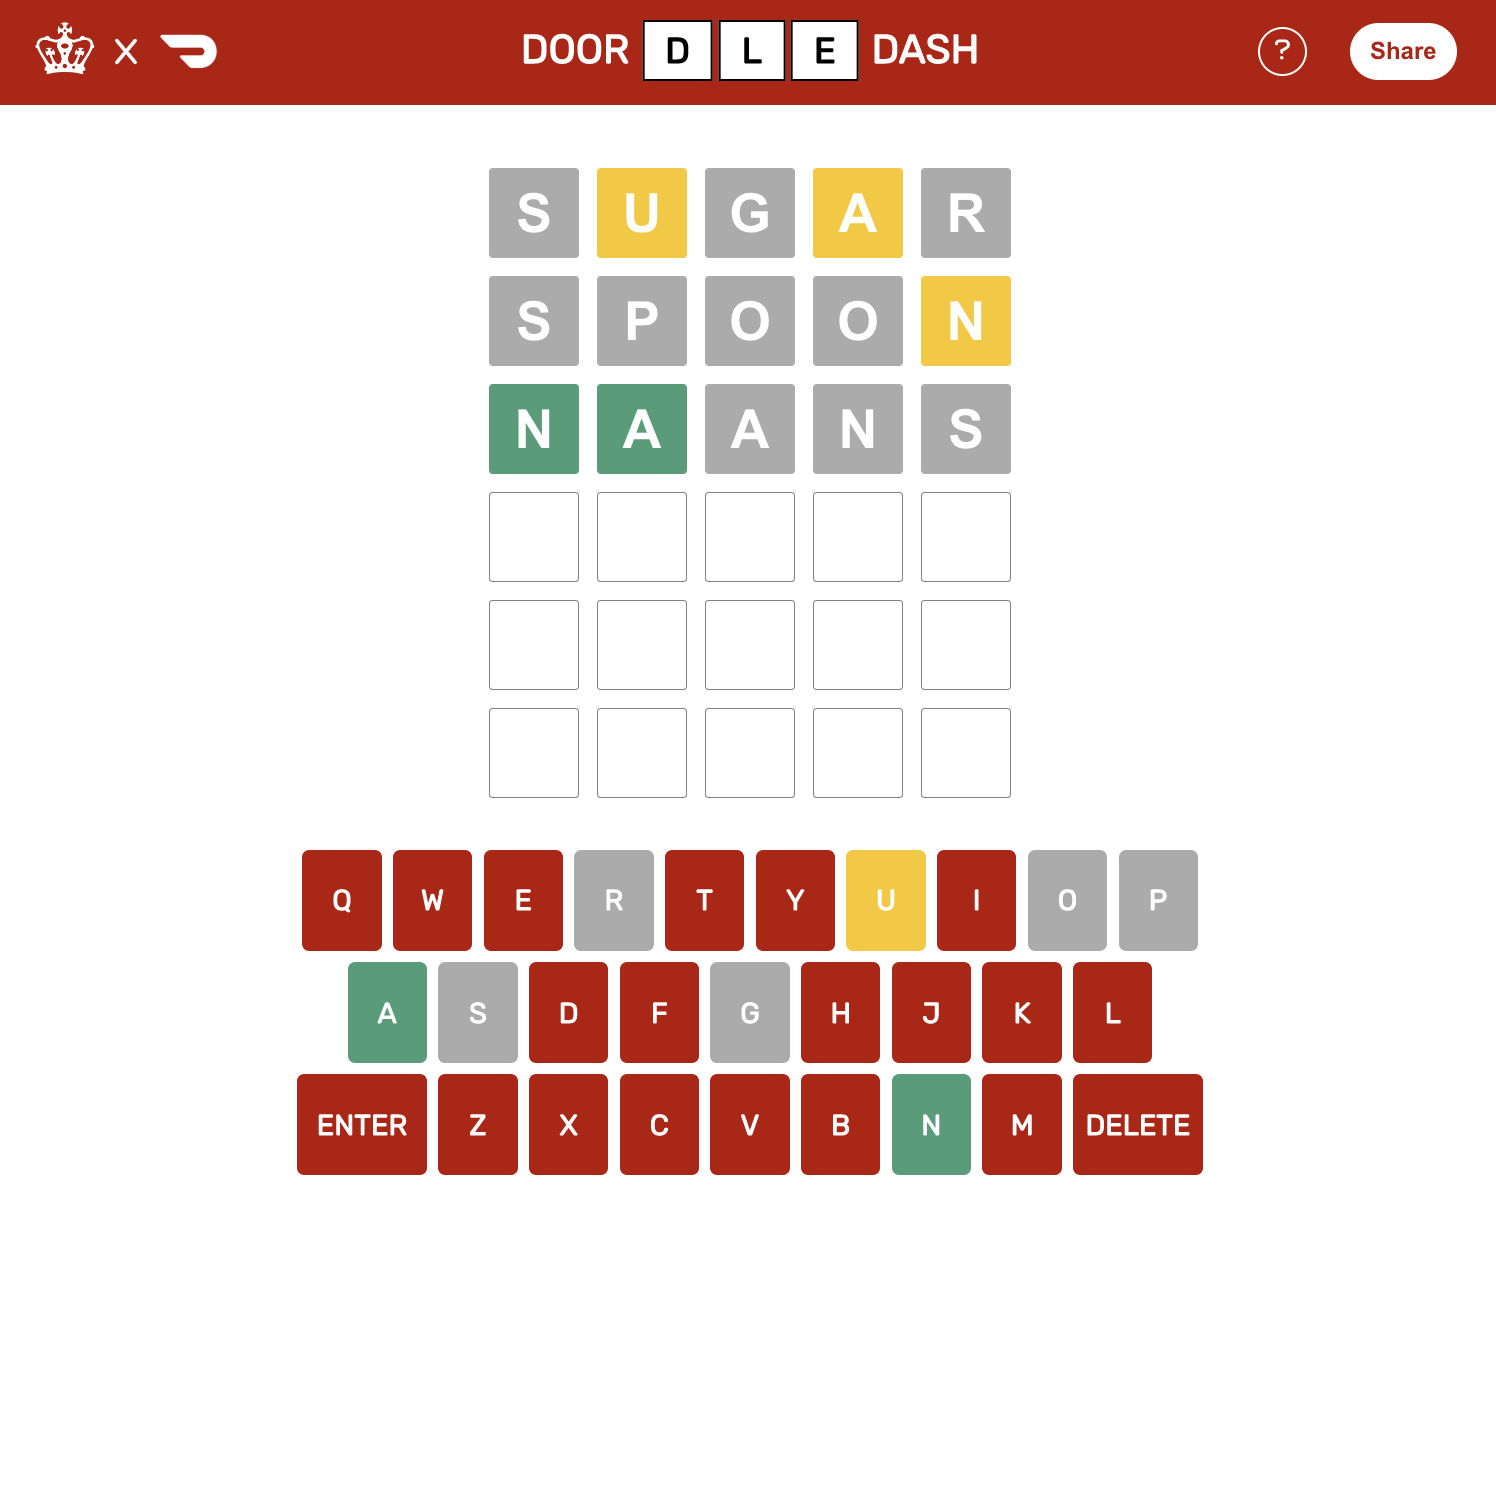 X DOOR D L E DASH ? Share
S U G A R
S P O O N
N A A N S
Q W E R T Y U I O P
A S D F G H J K L
ENTER Z X C V B N M DELETE